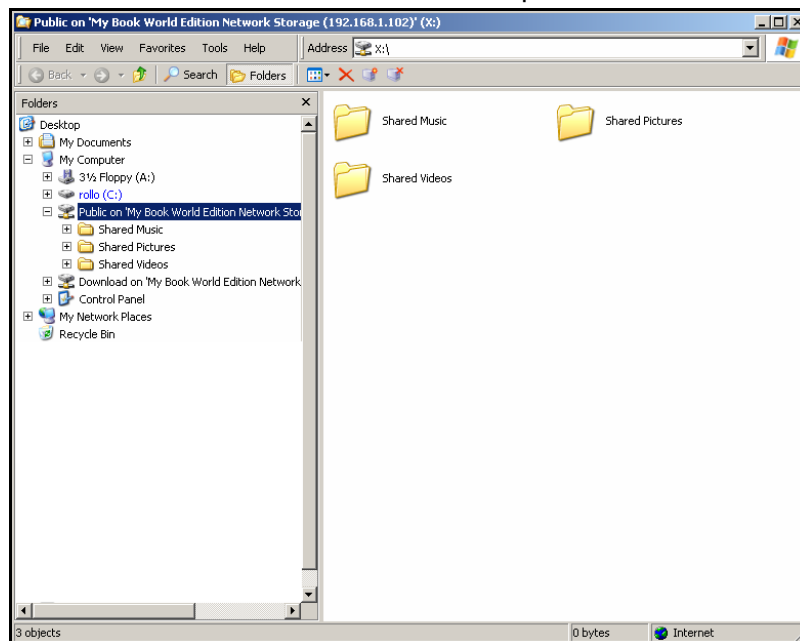 Public on 'My Book World Edition Network Storage (192.168.1.102)' (X:)
File Edit View Favorites Tools Help Address X:\
Back Search Folders
Folders
Desktop
My Documents
My Computer
3½ Floppy (A:)
rollo (C:)
Public on 'My Book World Edition Network Stor
Shared Music
Shared Pictures
Shared Videos
Download on 'My Book World Edition Network
Control Panel
My Network Places
Recycle Bin
Shared Music Shared Pictures
Shared Videos
3 objects 0 bytes Internet